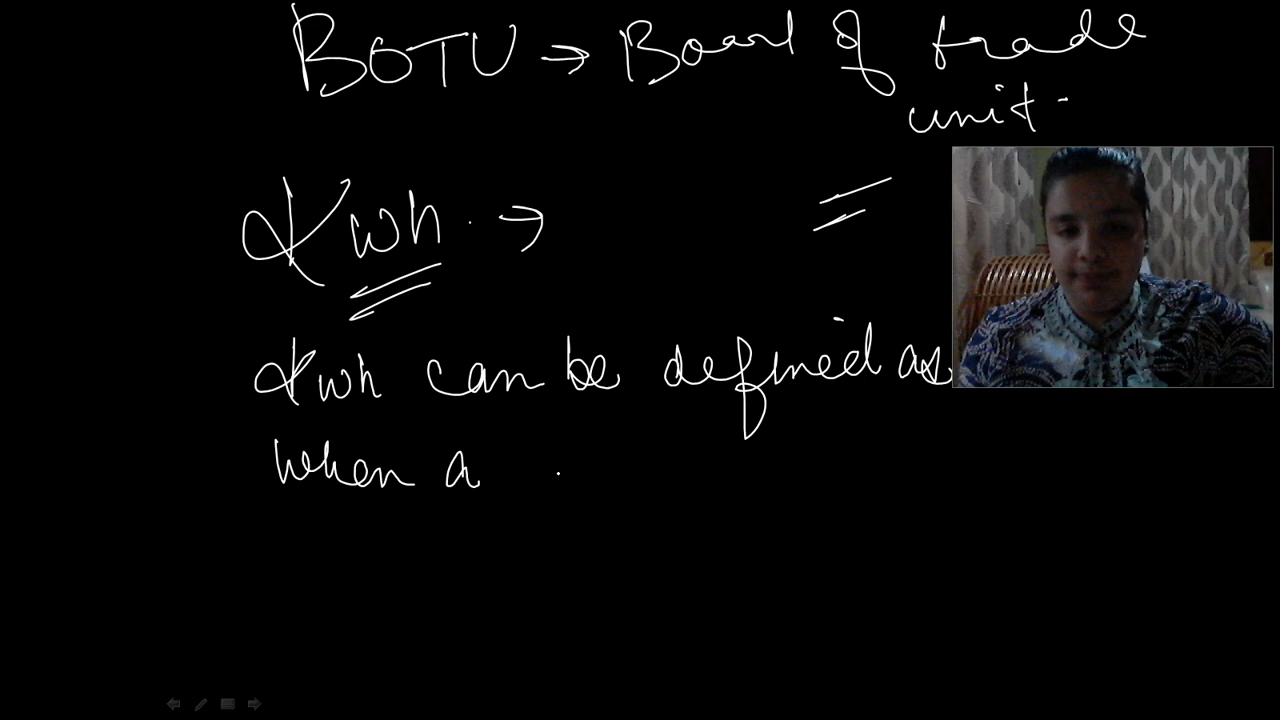 BOTU → Board of trade
unit.
Kwh. →
Kwh can be defined as
when a